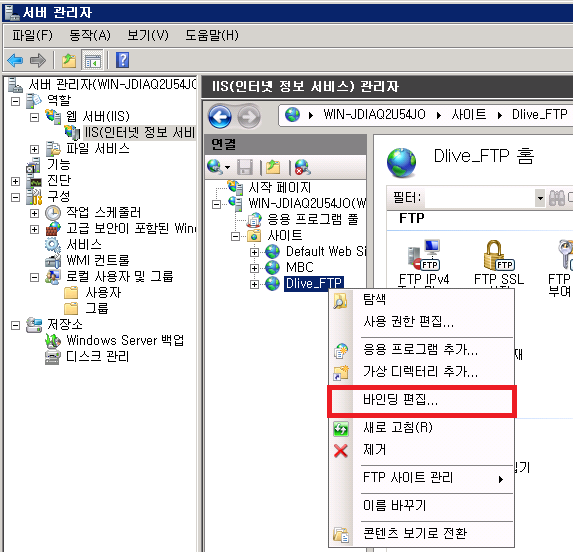 서버 관리자
파일(F) 동작(A) 보기(V) 도움말(H)
서버 관리자(WIN-JDIAQ2U54JO
역할
웹 서버(IIS)
IIS(인터넷 정보 서비
파일 서비스
기능
진단
구성
작업 스케줄러
고급 보안이 포함된 Win
서비스
WMI 컨트롤
로컬 사용자 및 그룹
사용자
그룹
저장소
Windows Server 백업
디스크 관리
IIS(인터넷 정보 서비스) 관리자
WIN-JDIAQ2U54JO 사이트 Dlive_FTP
연결
시작 페이지
WIN-JDIAQ2U54JO(W
응용 프로그램 풀
사이트
Default Web Si
MBC
Dlive_FTP
Dlive_FTP 홈
필터:
FTP
FTP FTP FTP
FTP IPv4 FTP SSL FTP
부여
탐색
사용 권한 편집...
응용 프로그램 추가...
가상 디렉터리 추가...
바인딩 편집...
새로 고침(R)
제거
FTP 사이트 관리
이름 바꾸기
콘텐츠 보기로 전환